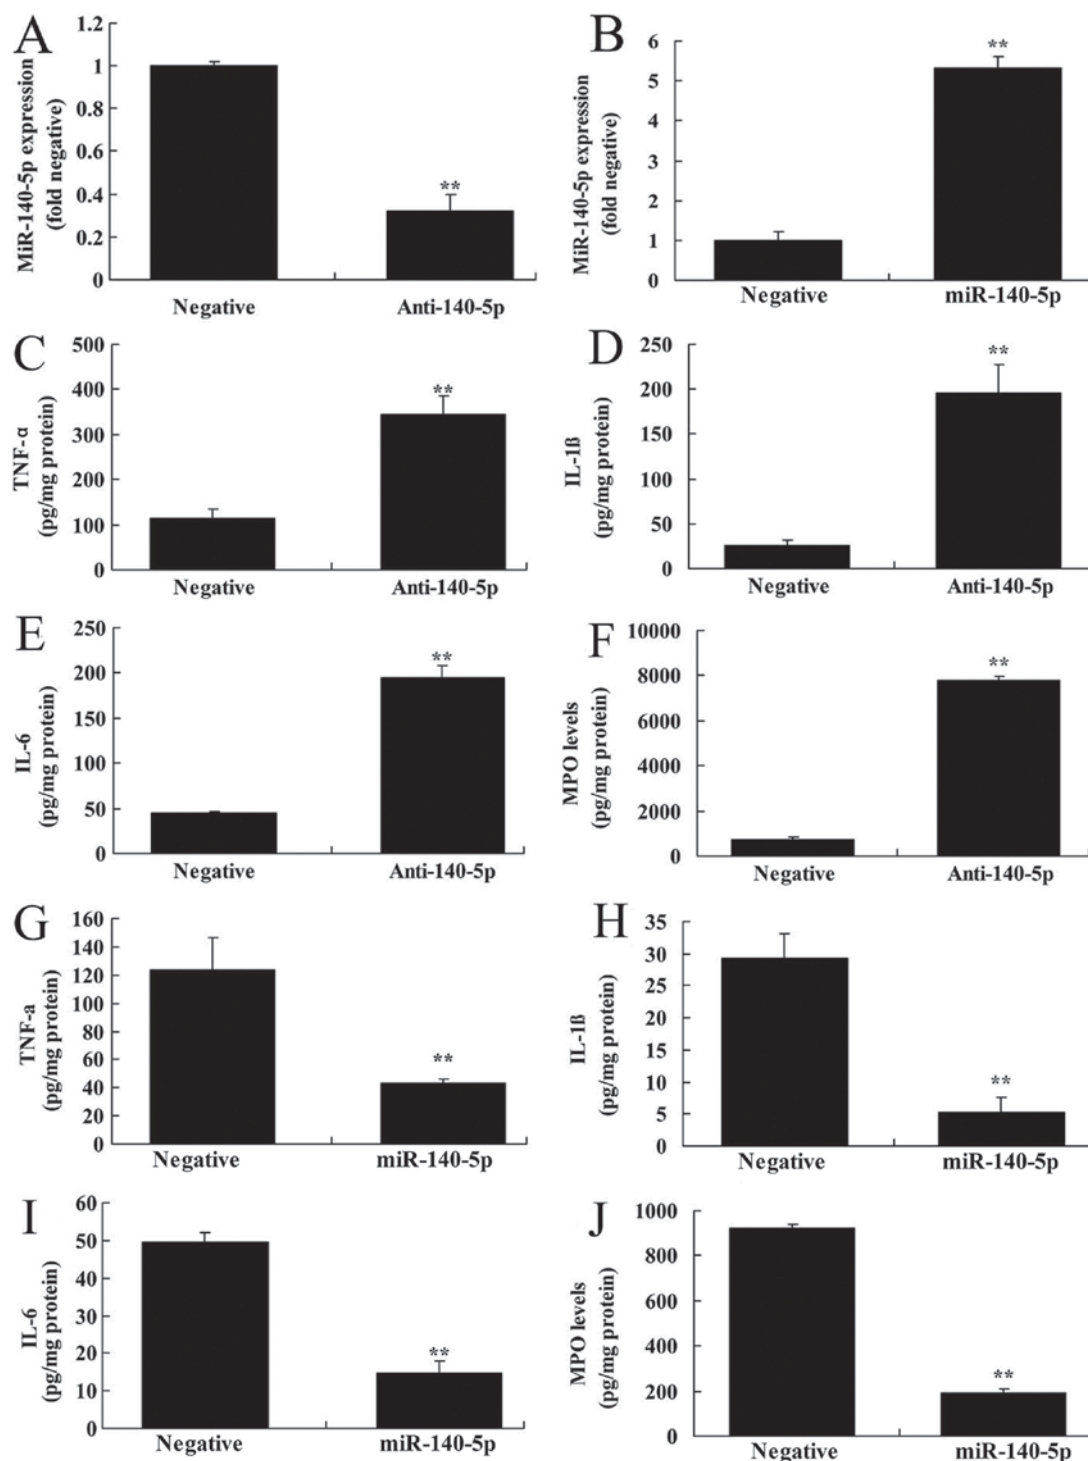 A
MiR-140-5p expression
(fold negative)
1.2
1
0.8
0.6
0.4
0.2
0
**
Negative
Anti-140-5p
B
MiR-140-5p expression
(fold negative)
6
5
4
3
2
1
0
**
Negative
miR-140-5p
C
TNF-α
(pg/mg protein)
500
400
300
200
100
0
**
Negative
Anti-140-5p
D
IL-1ß
(pg/mg protein)
250
200
150
100
50
0
**
Negative
Anti-140-5p
E
IL-6
(pg/mg protein)
250
200
150
100
50
0
**
Negative
Anti-140-5p
F
MPO levels
(pg/mg protein)
10000
8000
6000
4000
2000
0
**
Negative
Anti-140-5p
G
TNF-a
(pg/mg protein)
160
140
120
100
80
60
40
20
0
**
Negative
miR-140-5p
H
IL-1ß
(pg/mg protein)
35
30
25
20
15
10
5
0
**
Negative
miR-140-5p
I
IL-6
(pg/mg protein)
60
50
40
30
20
10
0
**
Negative
miR-140-5p
J
MPO levels
(pg/mg protein)
1000
800
600
400
200
0
**
Negative
miR-140-5p